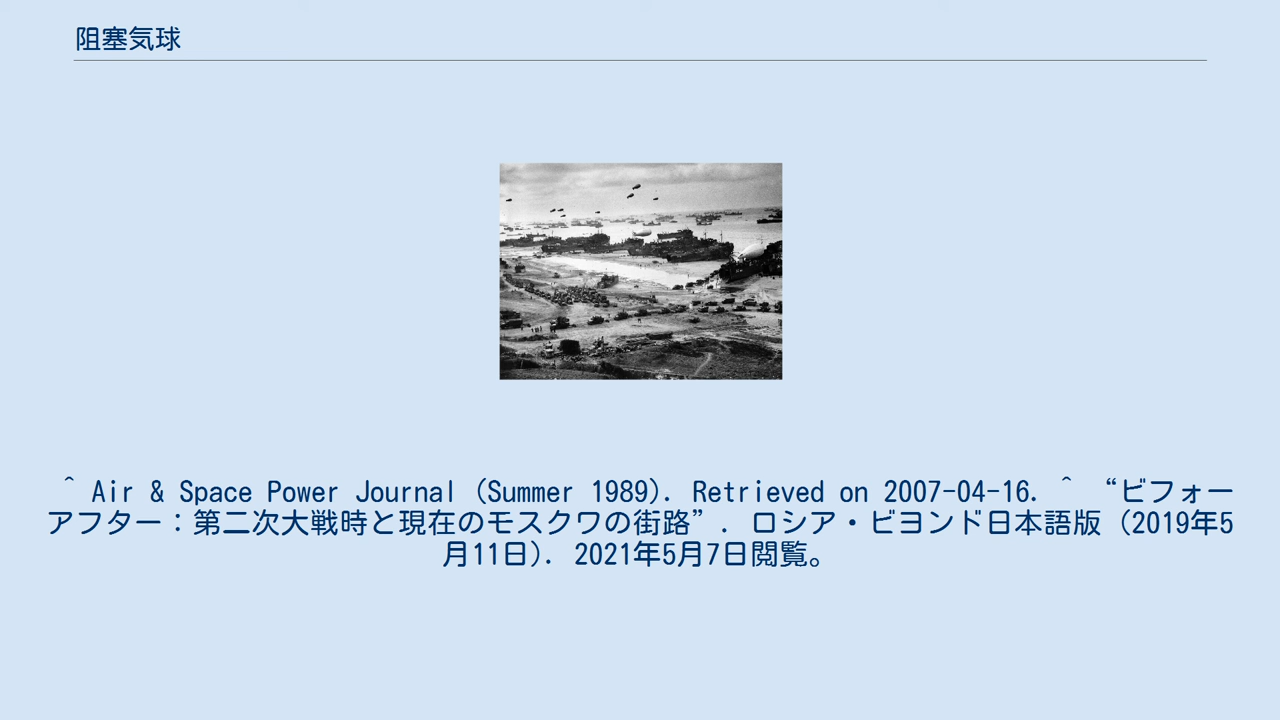 阻塞気球
^ Air & Space Power Journal (Summer 1989). Retrieved on 2007-04-16. ^ “ビフォー
アフター：第二次大戦時と現在のモスクワの街路”. ロシア・ビヨンド日本語版 (2019年5
月11日). 2021年5月7日閲覧。